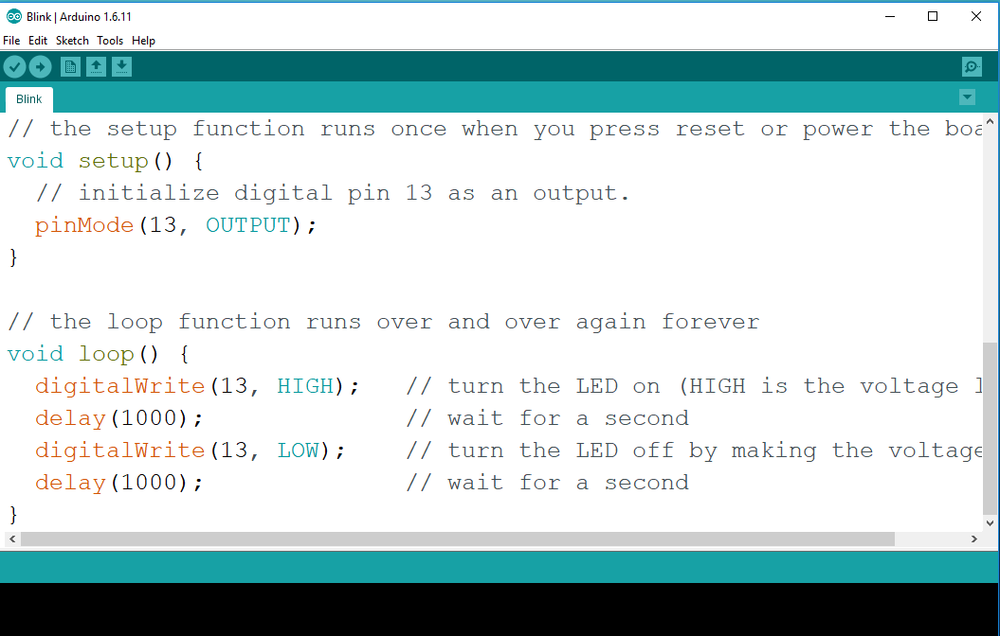 Blink | Arduino 1.6.11
File Edit Sketch Tools Help
Blink
// the setup function runs once when you press reset or power the
void setup() {
  // initialize digital pin 13 as an output.
  pinMode(13, OUTPUT);
}
// the loop function runs over and over again forever
void loop() {
  digitalWrite(13, HIGH);   // turn the LED on (HIGH is the voltage
  delay(1000);              // wait for a second
  digitalWrite(13, LOW);    // turn the LED off by making the voltage
  delay(1000);              // wait for a second
}